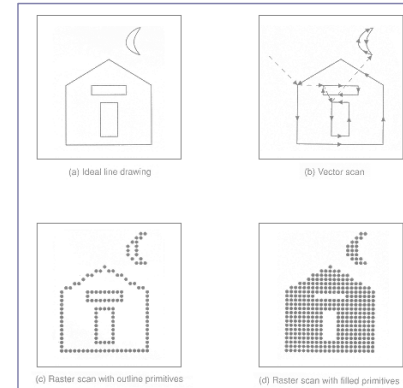 (a) Ideal line drawing
(b) Vector scan
(c) Raster scan with outline primitives
(d) Raster scan with filled primitives